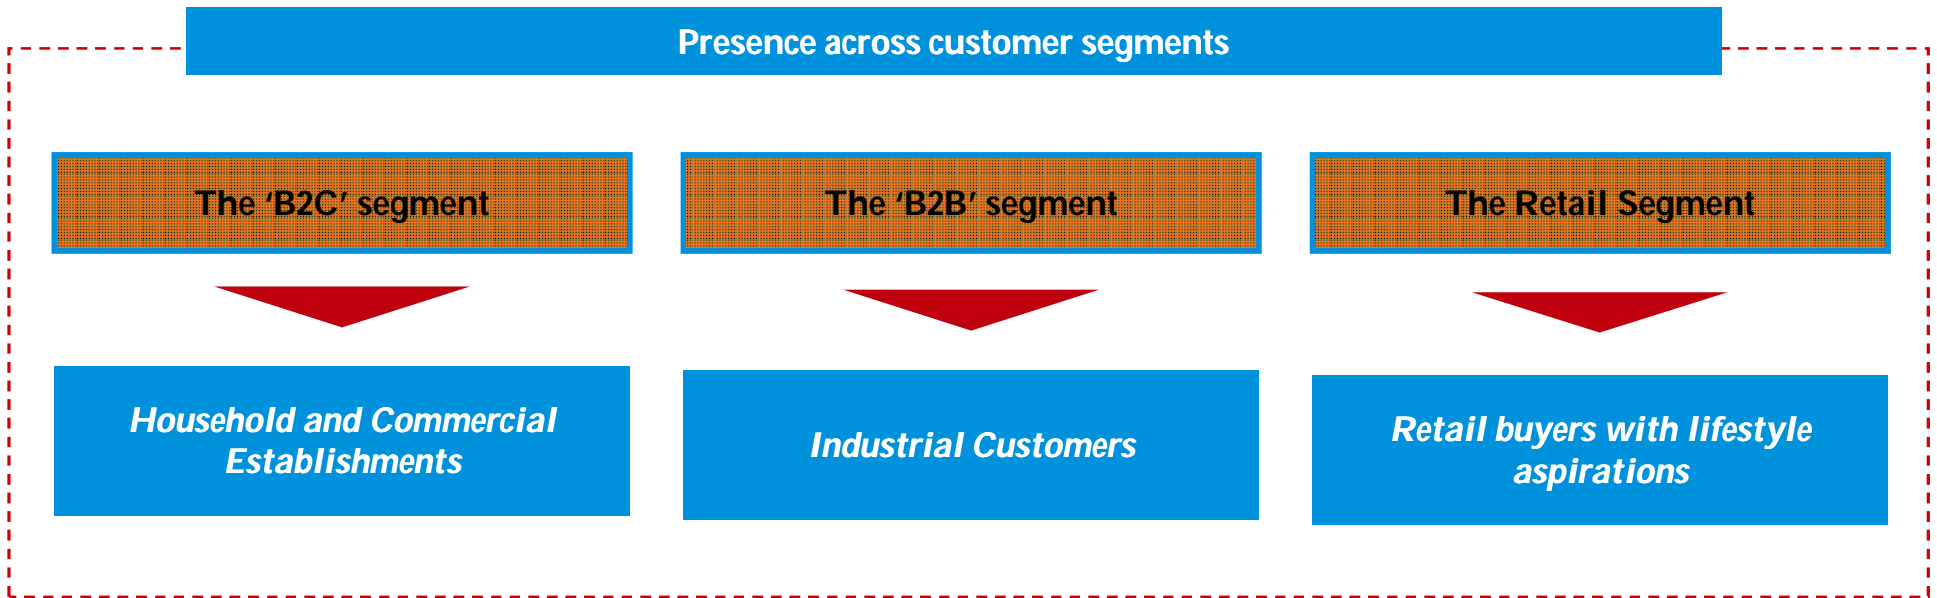 Presence across customer segments
The ‘B2C’ segment
The ‘B2B’ segment
The Retail Segment
Household and Commercial
Establishments
Industrial Customers
Retail buyers with lifestyle
aspirations